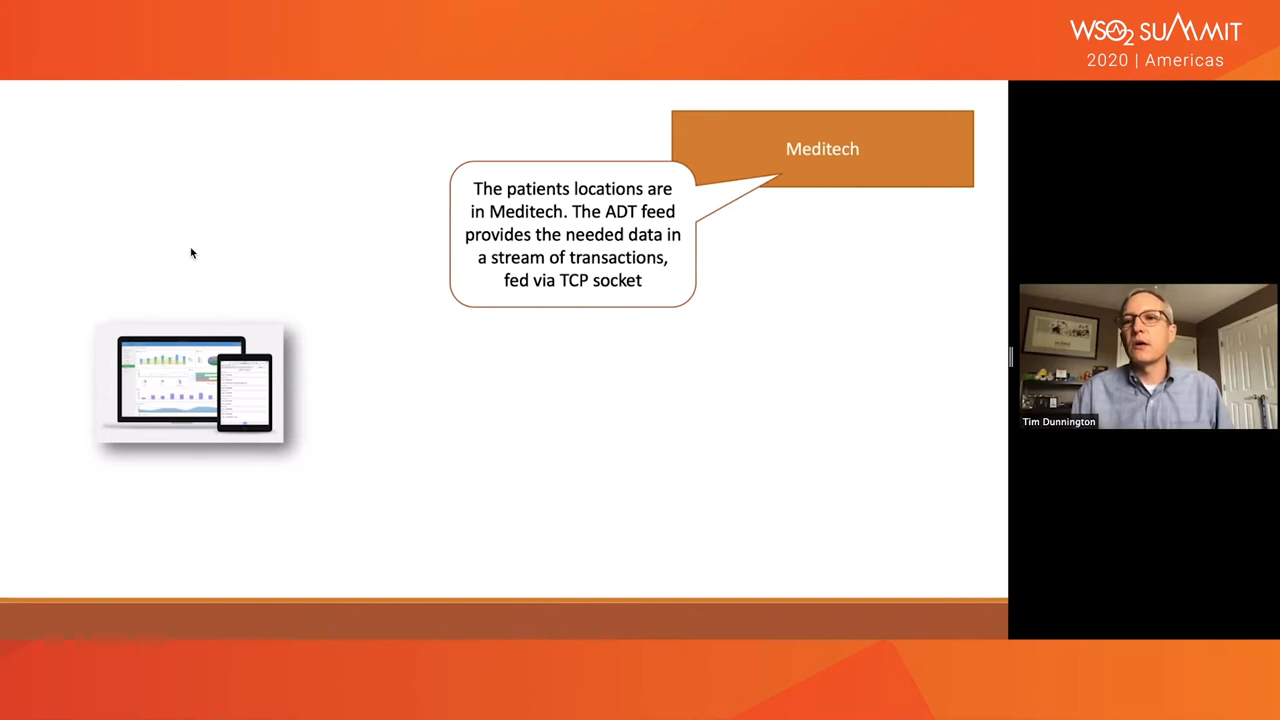 WSO2 SUMMIT
2020 | Americas
Meditech
The patients locations are
in Meditech. The ADT feed
provides the needed data in
a stream of transactions,
fed via TCP socket
Tim Dunnington